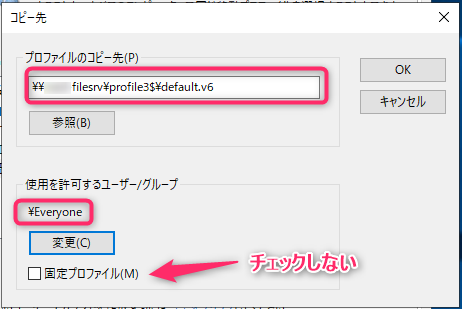 コピー先
プロファイルのコピー先(P)
¥¥ filesrv¥profile3$¥default.v6
OK
参照(B)
キャンセル
使用を許可するユーザー/グループ
¥Everyone
変更(C)
固定プロファイル(M)
チェックしない